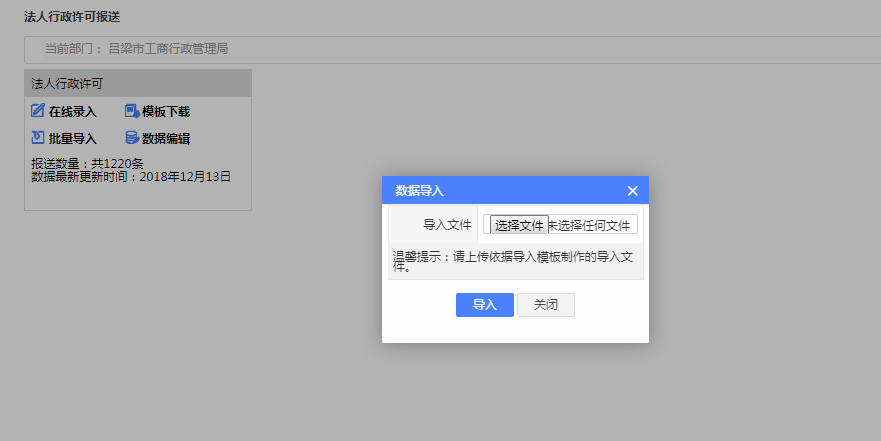 法人行政许可报送
当前部门： 吕梁市工商行政管理局
法人行政许可
在线录入 模板下载
批量导入 数据编辑
报送数量：共1220条
数据最新更新时间：2018年12月13日
数据导入
导入文件 选择文件 未选择任何文件
温馨提示：请上传依据导入模板制作的导入文
件。
导入 关闭